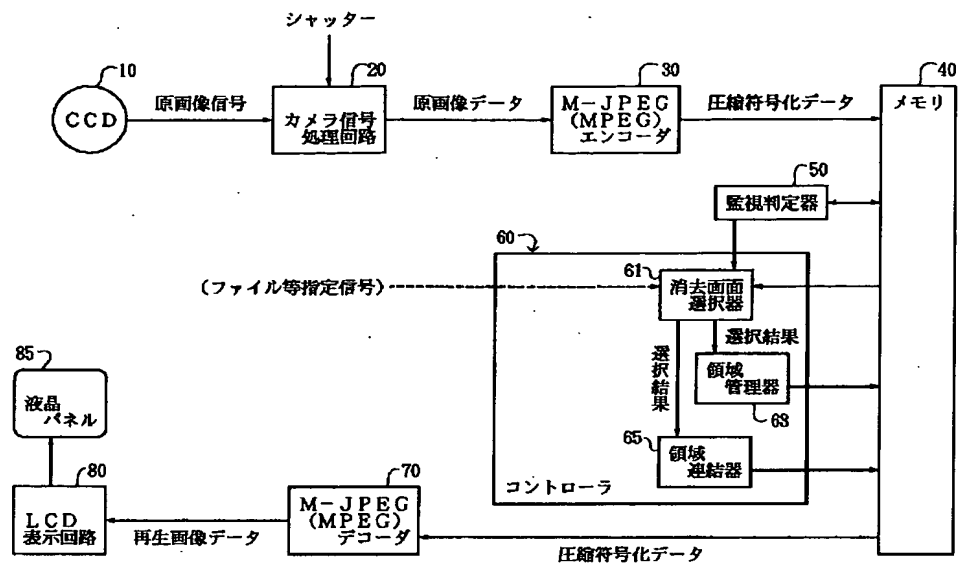 シャッター
10
20
30
40
CCD
原画像信号
カメラ信号
処理回路
原画像データ
M-JPEG
(MPEG)
エンコーダ
圧縮符号化データ
メモリ
50
監視判定器
60
61
消去画面
選択器
(ファイル等指定信号)
選択結果
選択結果
領域
管理器
63
65
領域
連結器
コントローラ
85
液晶
パネル
80
LCD
表示回路
再生画像データ
70
M-JPEG
(MPEG)
デコーダ
圧縮符号化データ